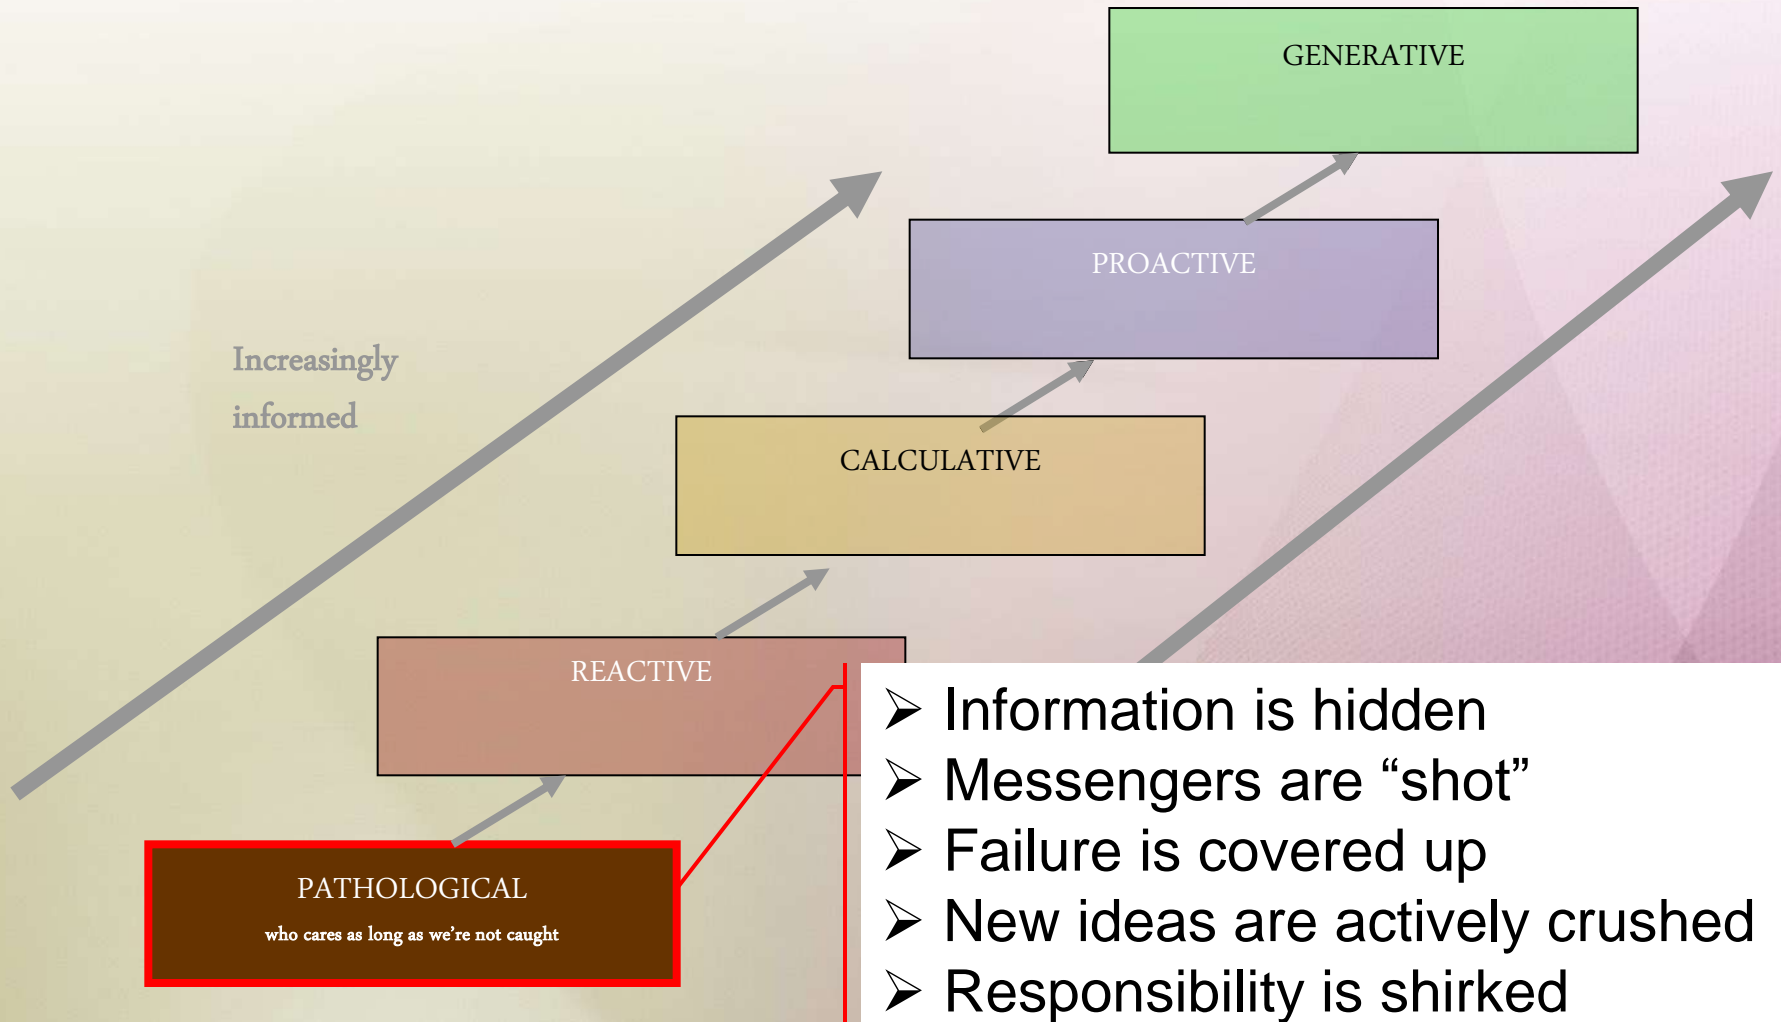 GENERATIVE
PROACTIVE
Increasingly
informed
CALCULATIVE
REACTIVE
➢ Information is hidden
➢ Messengers are “shot”
➢ Failure is covered up
➢ New ideas are actively crushed
➢ Responsibility is shirked
PATHOLOGICAL
who cares as long as we’re not caught